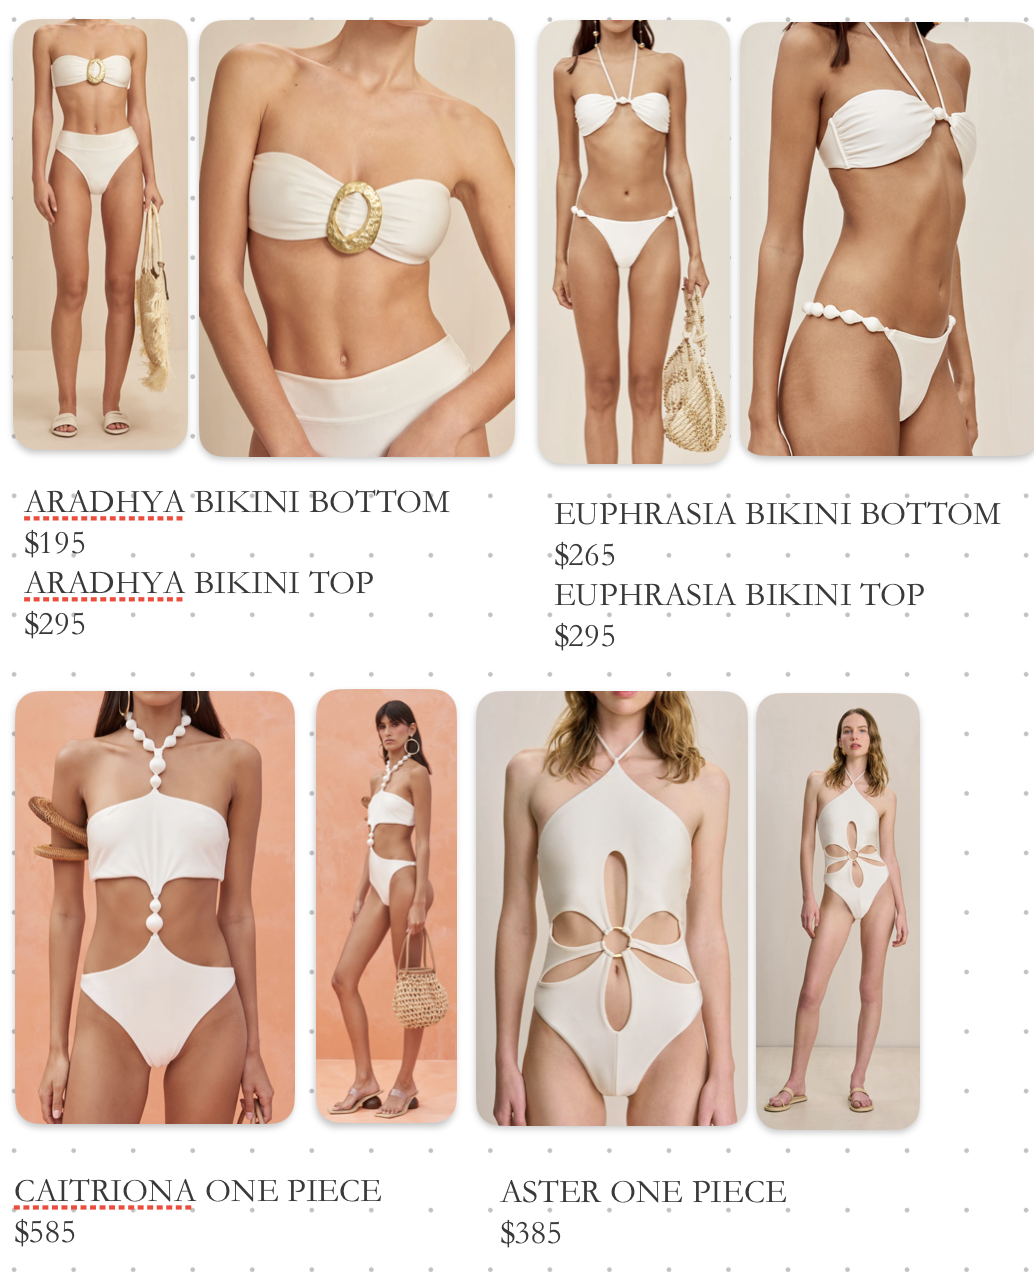 ARADHYA BIKINI BOTTOM
$195
ARADHYA BIKINI TOP
$295
EUPHRASIA BIKINI BOTTOM
$265
EUPHRASIA BIKINI TOP
$295
CAITRIONA ONE PIECE
$585
ASTER ONE PIECE
$385